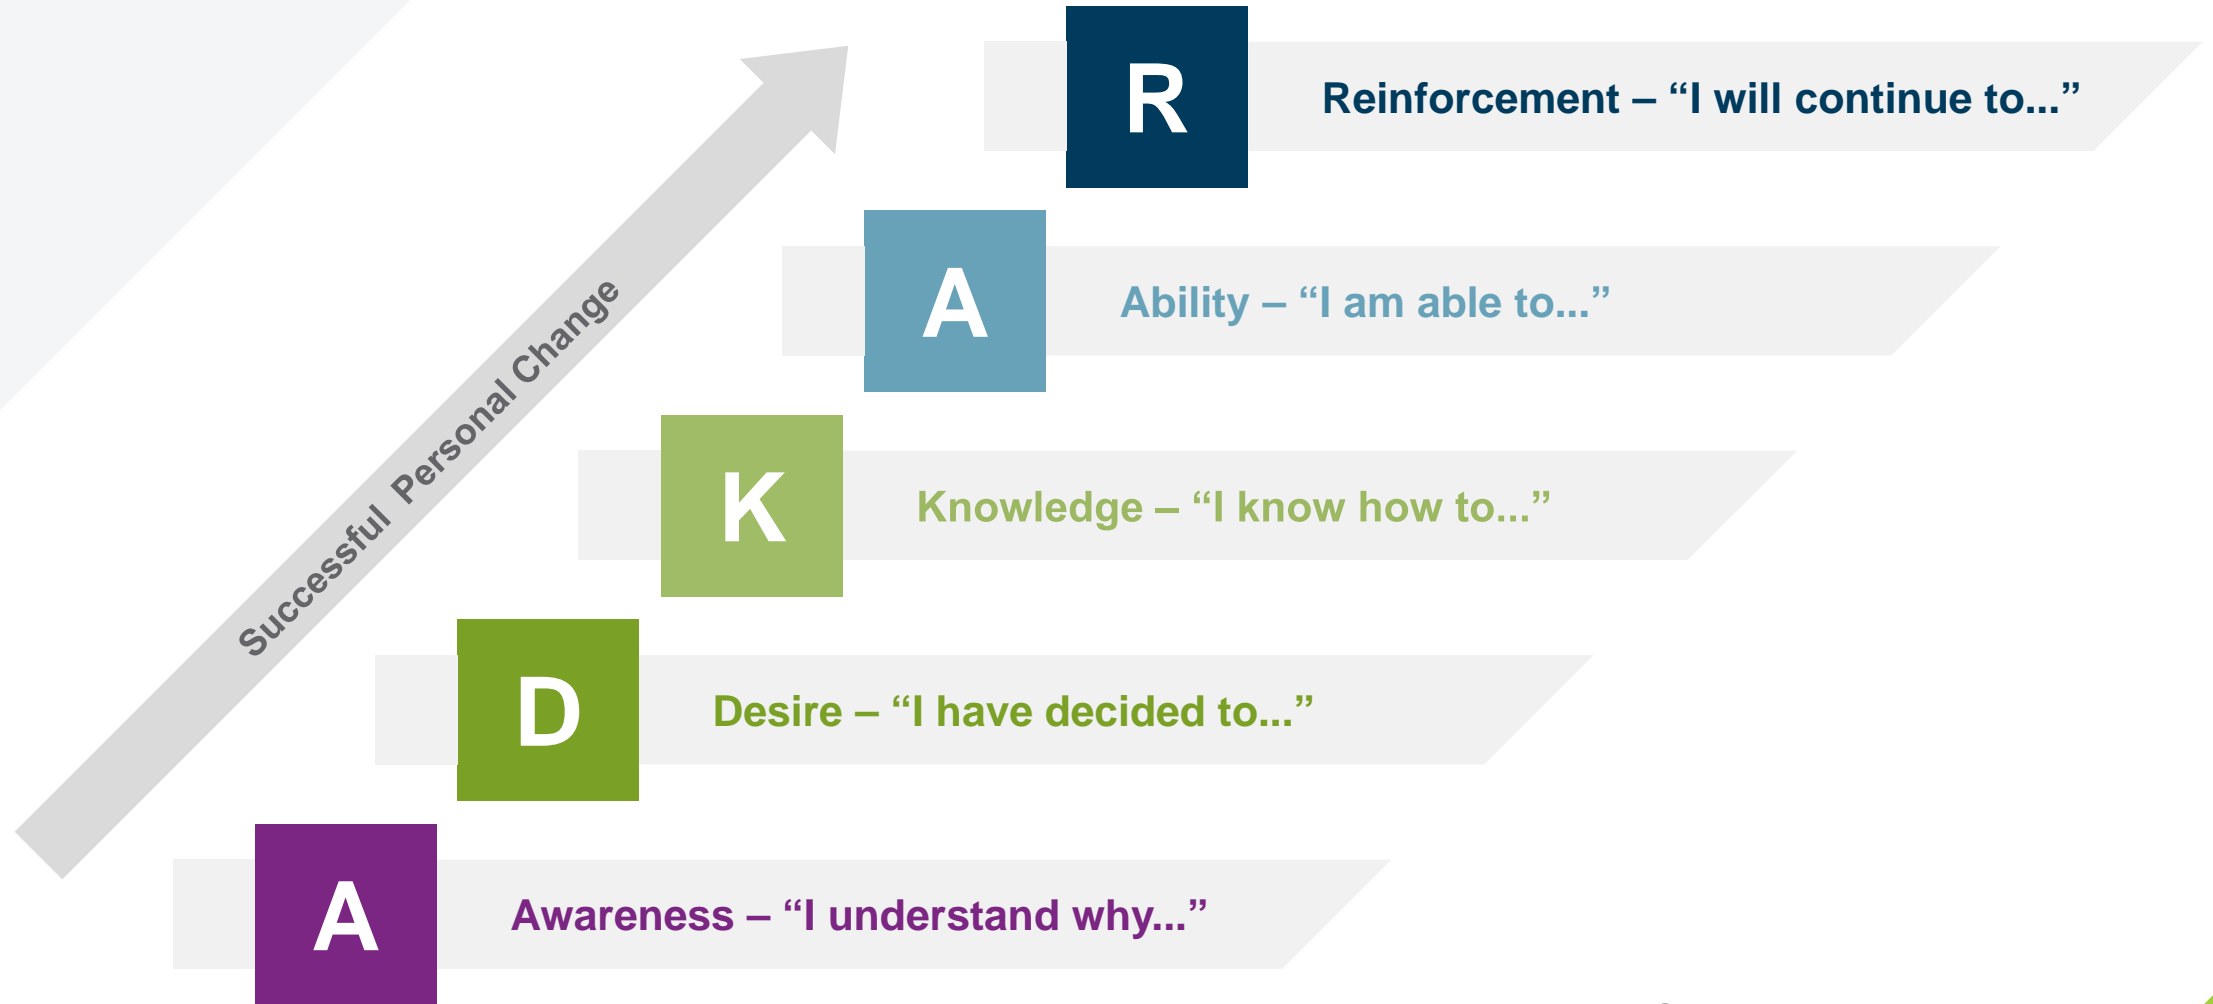 R
Reinforcement – “I will continue to...”
A
Ability – “I am able to...”
Successful Personal Change
K
Knowledge – “I know how to...”
D
Desire – “I have decided to...”
A
Awareness – “I understand why...”